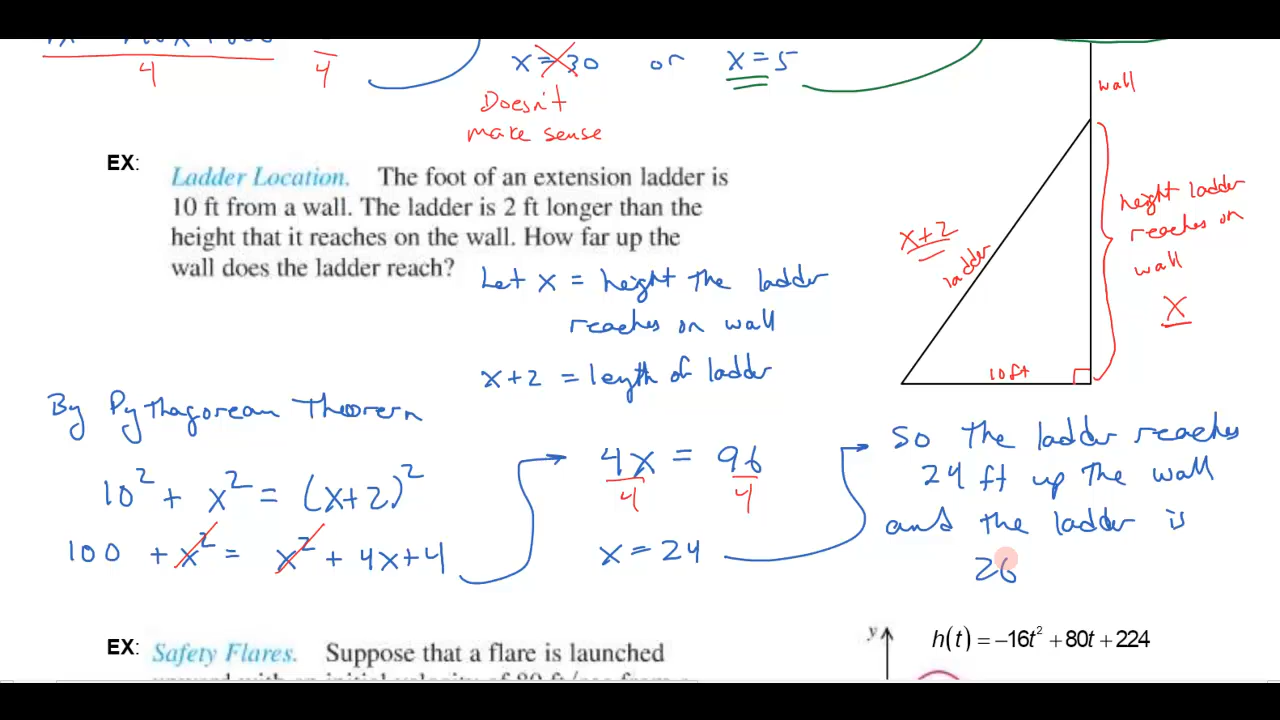 4
4
x = 30 or x = 5
Doesn't
make sense
wall
EX:
Ladder Location. The foot of an extension ladder is
10 ft from a wall. The ladder is 2 ft longer than the
height that it reaches on the wall. How far up the
wall does the ladder reach?
Let x = height the ladder
reaches on wall
x+2 = length of ladder
x+2
ladder
height ladder
reaches on
wall
x
10ft
By Pythagorean Theorem
10² + x² = (x+2)²
100 + x² = x² + 4x+4
4x = 96
4 4
x = 24
So the ladder reaches
24 ft up the wall
and the ladder is
26
EX:
Safety Flares. Suppose that a flare is launched
y
h(t) = −16t² + 80t + 224